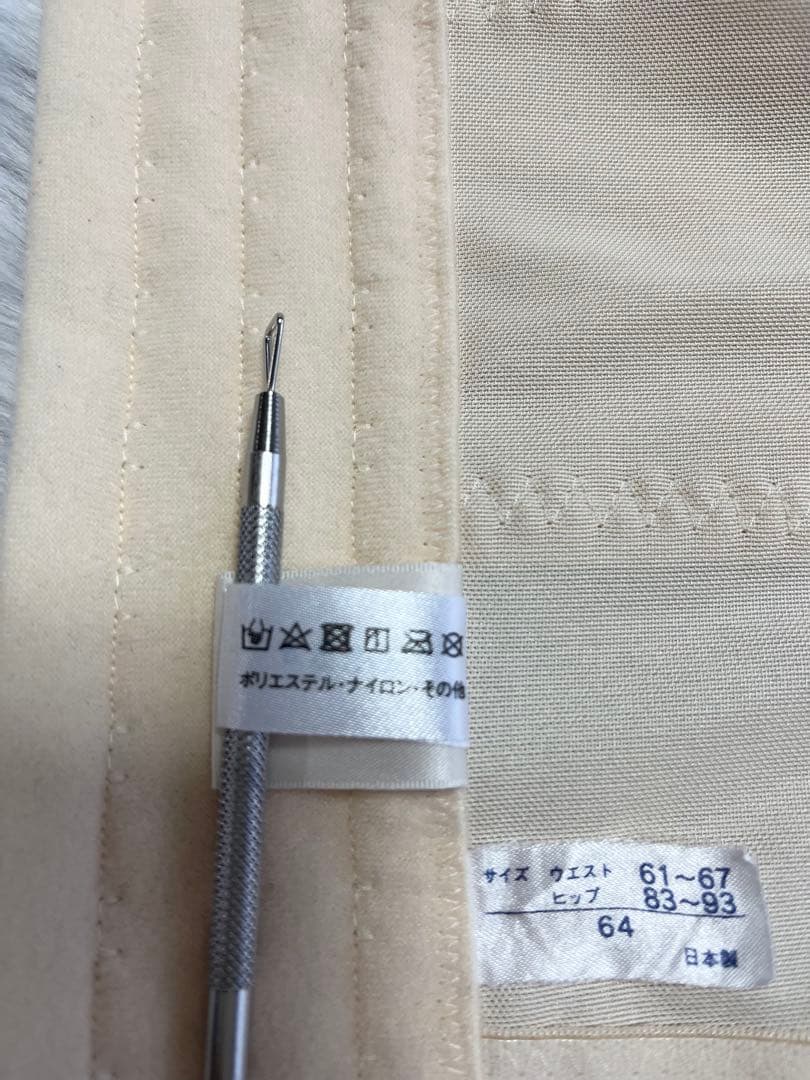 ポリエステル・ナイロン・その他
サイズ ウエスト 61～67
ヒップ 83～93
64
日本製